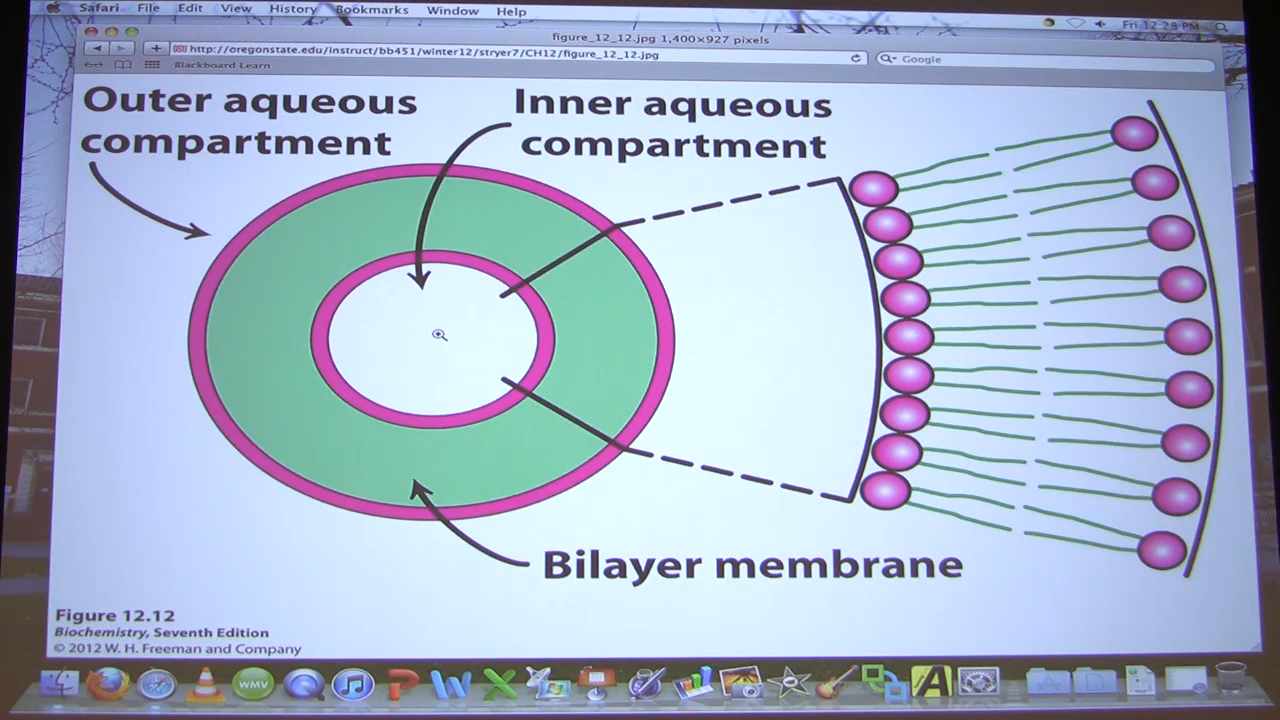 Safari File Edit View History Bookmarks Window Help
Fri 12:28 PM
figure_12_12.jpg 1,400×927 pixels
http://oregonstate.edu/instruct/bb451/winter12/stryer7/CH12/figure_12_12.jpg
Google
Blackboard Learn
Outer aqueous
compartment
Inner aqueous
compartment
Bilayer membrane
Figure 12.12
Biochemistry, Seventh Edition
© 2012 W. H. Freeman and Company
WMV